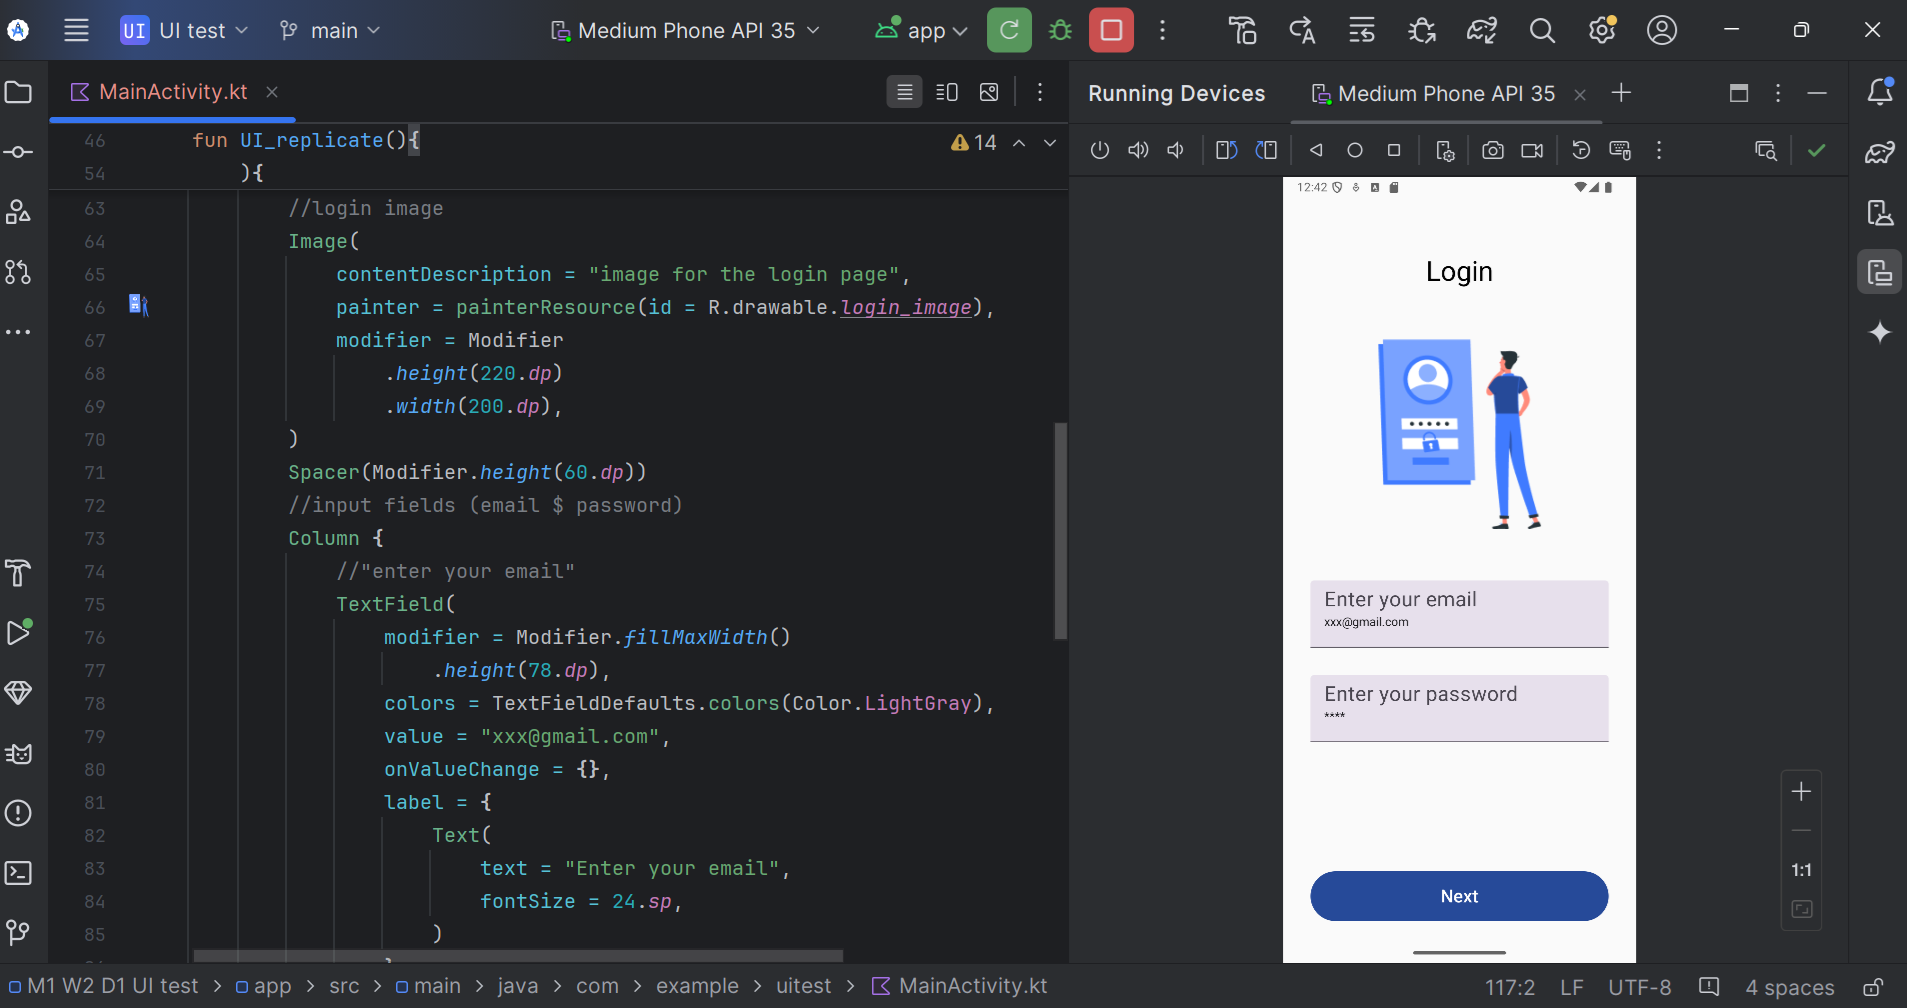 UI UI test main Medium Phone API 35 app
MainActivity.kt
Running Devices Medium Phone API 35
46 fun UI_replicate(){
14
54 ){
63 //login image
64 Image(
65 contentDescription = "image for the login page",
66 painter = painterResource(id = R.drawable.login_image),
67 modifier = Modifier
68 .height(220.dp)
69 .width(200.dp),
70 )
71 Spacer(Modifier.height(60.dp))
72 //input fields (email $ password)
73 Column {
74 //"enter your email"
75 TextField(
76 modifier = Modifier.fillMaxWidth()
77 .height(78.dp),
78 colors = TextFieldDefaults.colors(Color.LightGray),
79 value = "xxx@gmail.com",
80 onValueChange = {},
81 label = {
82 Text(
83 text = "Enter your email",
84 fontSize = 24.sp,
85 )
12:42
Login
Enter your email
xxx@gmail.com
Enter your password
****
Next
1:1
M1 W2 D1 UI test > app > src > main > java > com > example > uitest > MainActivity.kt
117:2 LF UTF-8 4 spaces